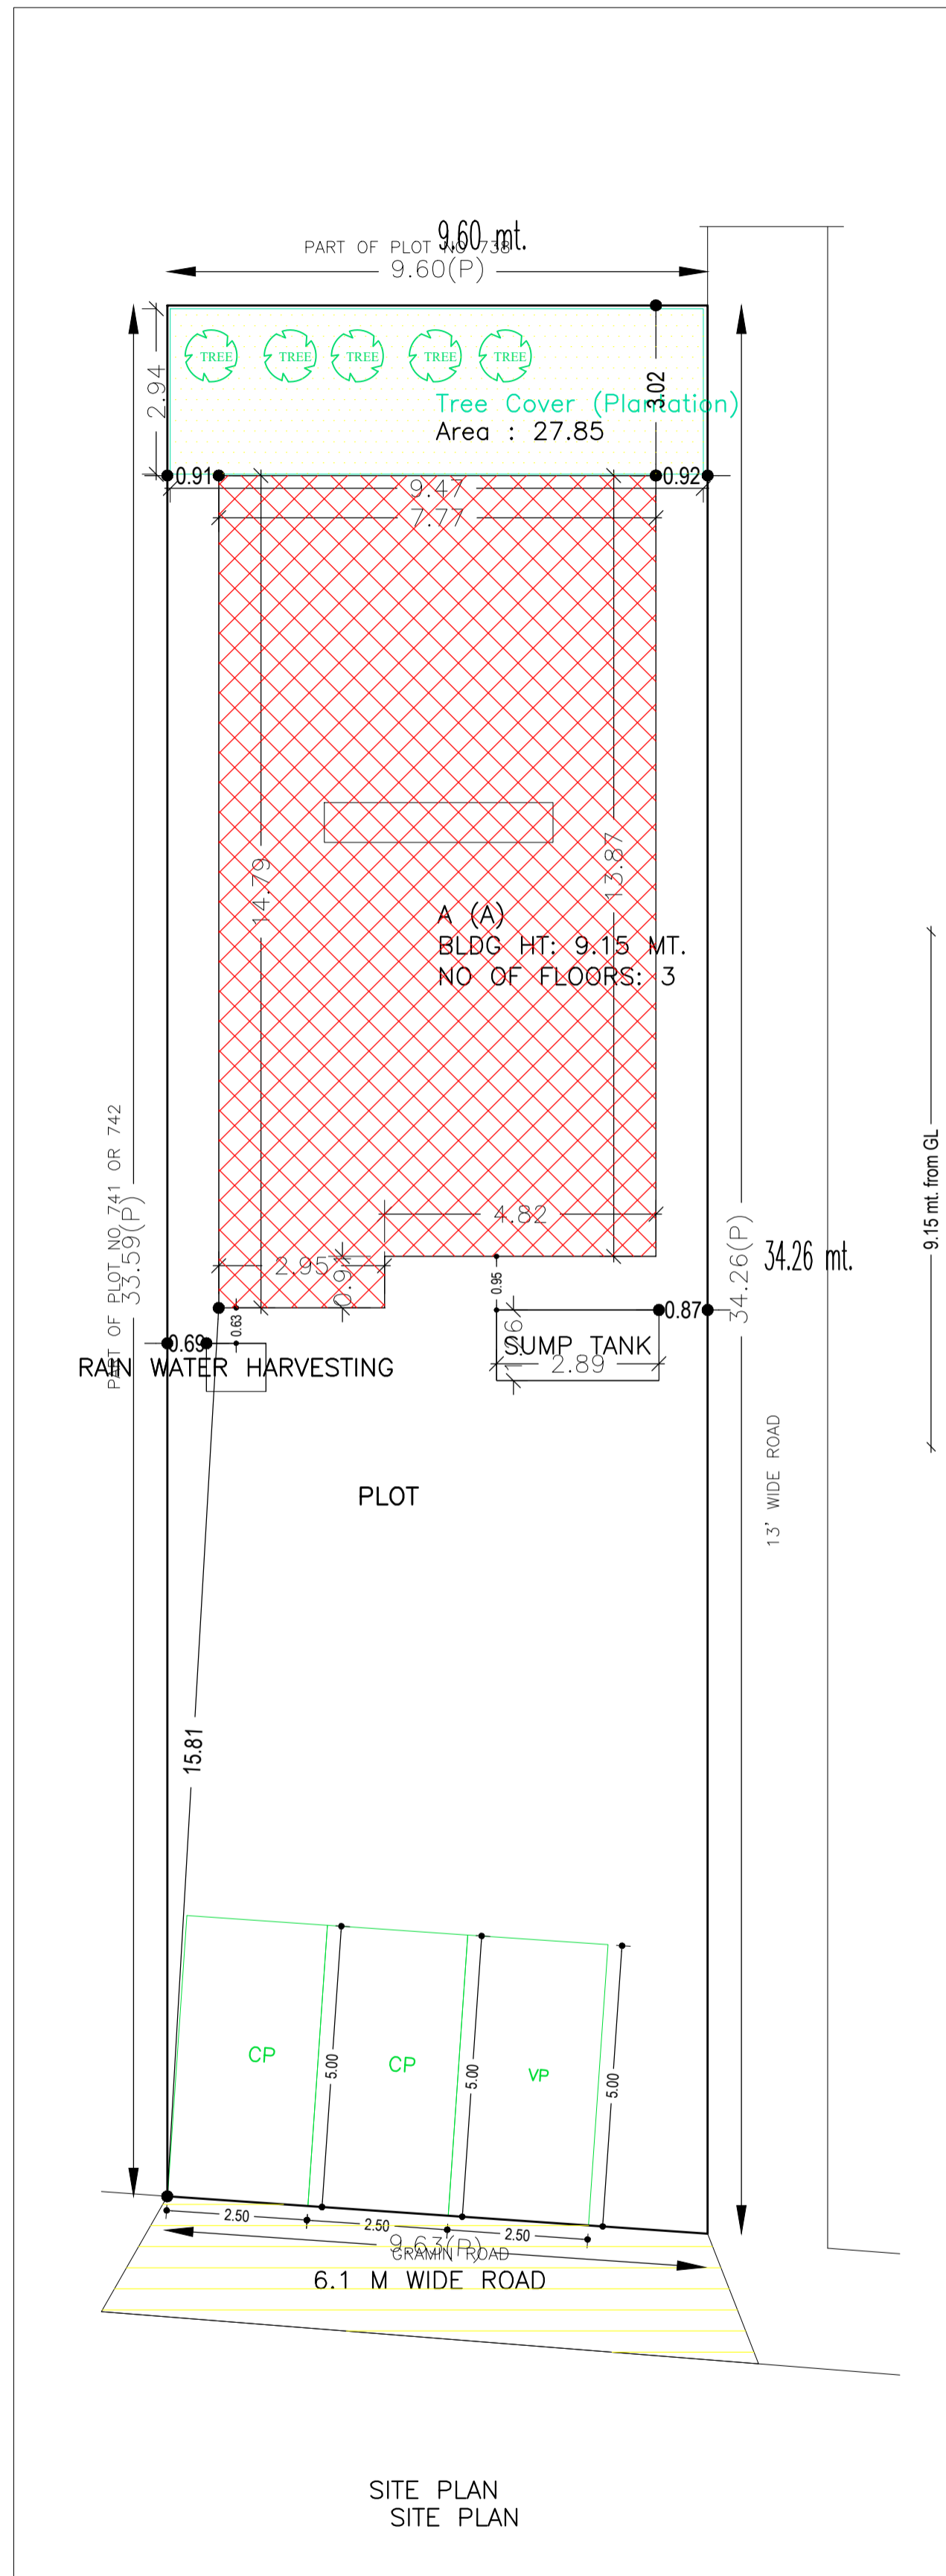 9.60 mt.
PART OF PLOT NO 738
9.60(P)
TREE
TREE
TREE
TREE
TREE
2.94
3.02
Tree Cover (Plantation)
Area : 27.85
0.91
0.92
9.47
7.77
14.79
13.87
A (A)
BLDG HT: 9.15 MT.
NO OF FLOORS: 3
9.15 mt. from GL
PART OF PLOT NO 741 OR 742
33.59(P)
34.26(P)
34.26 mt.
4.82
2.95
0.95
0.63
0.87
0.69
SUMP TANK
2.89
RAIN WATER HARVESTING
PLOT
13' WIDE ROAD
15.81
CP
CP
VP
5.00
5.00
5.00
2.50
2.50
2.50
9.63(P)
GRAMIN ROAD
6.1 M WIDE ROAD
SITE PLAN
SITE PLAN